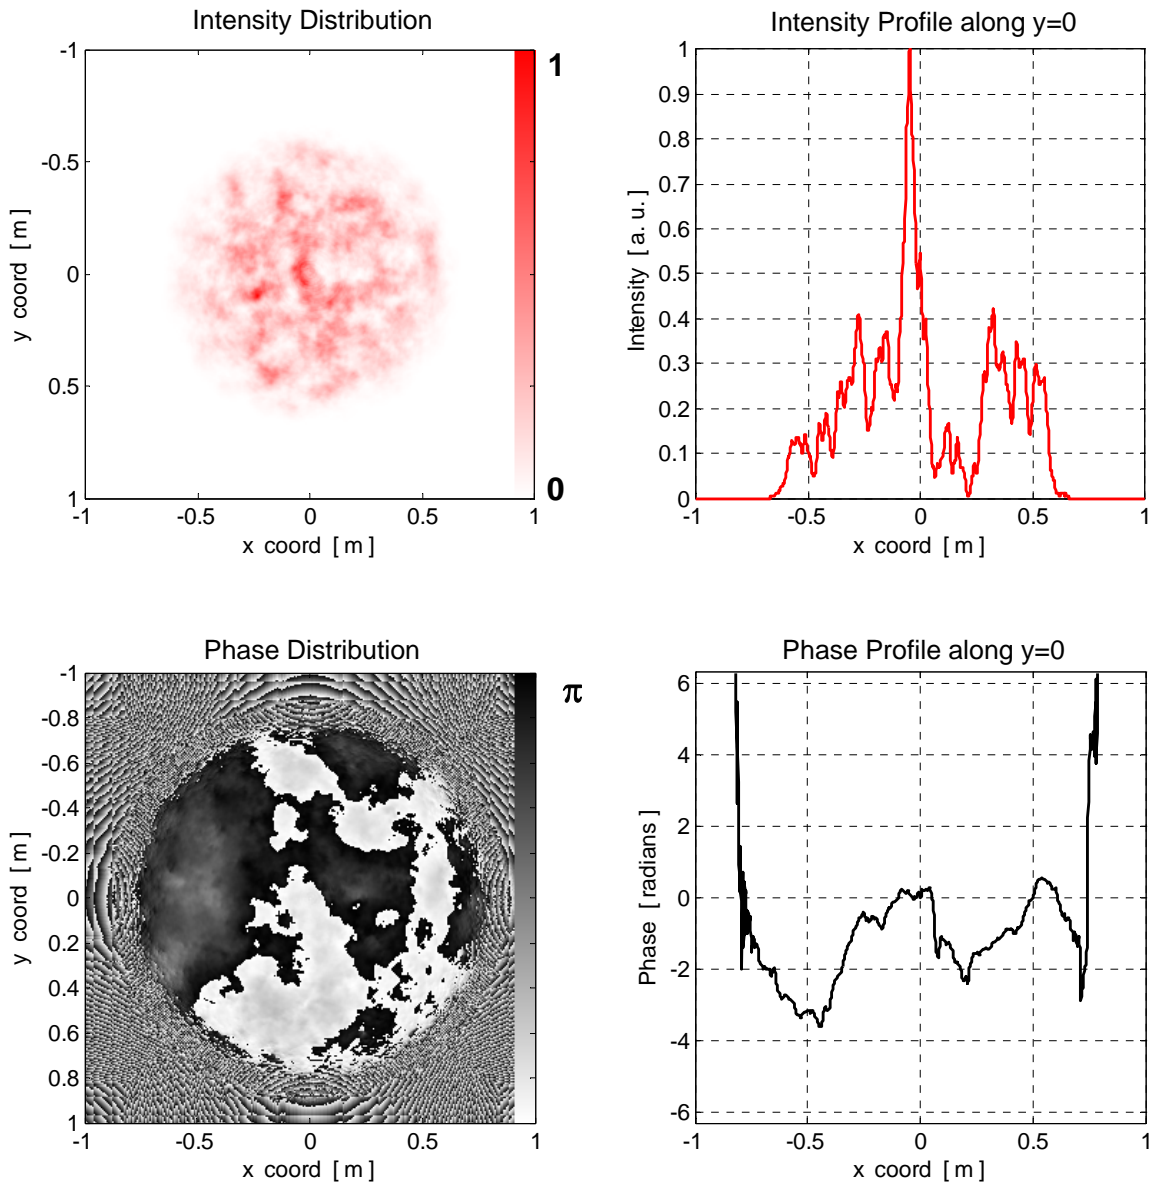 Intensity Distribution
-1
-0.5
0
0.5
1
-1 -0.5 0 0.5 1
x coord [ m ]
y coord [ m ]
1
0
Intensity Profile along y=0
1
0.9
0.8
0.7
0.6
0.5
0.4
0.3
0.2
0.1
0
-1 -0.5 0 0.5 1
x coord [ m ]
Intensity [ a. u. ]
Phase Distribution
-1
-0.8
-0.6
-0.4
-0.2
0
0.2
0.4
0.6
0.8
1
-1 -0.5 0 0.5 1
x coord [ m ]
y coord [ m ]
π
Phase Profile along y=0
6
4
2
0
-2
-4
-6
-1 -0.5 0 0.5 1
x coord [ m ]
Phase [ radians ]